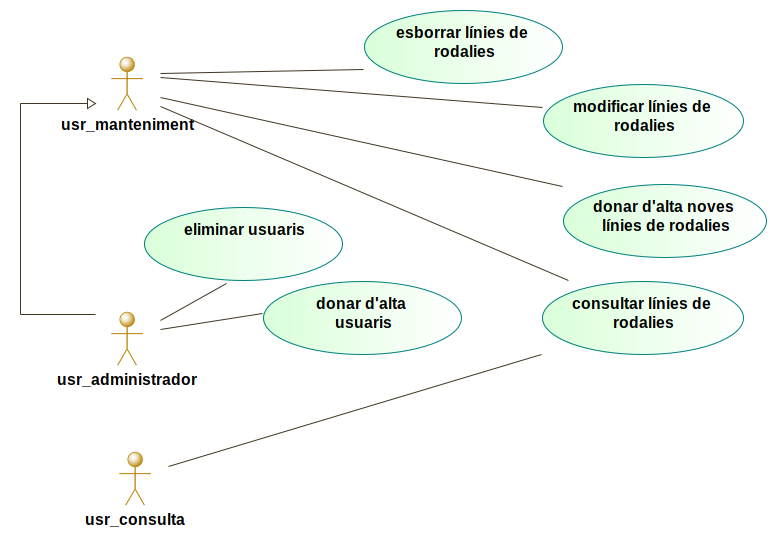 esborrar línies de
rodalies
modificar línies de
rodalies
usr_manteniment
donar d'alta noves
línies de rodalies
eliminar usuaris
donar d'alta
usuaris
consultar línies de
rodalies
usr_administrador
usr_consulta